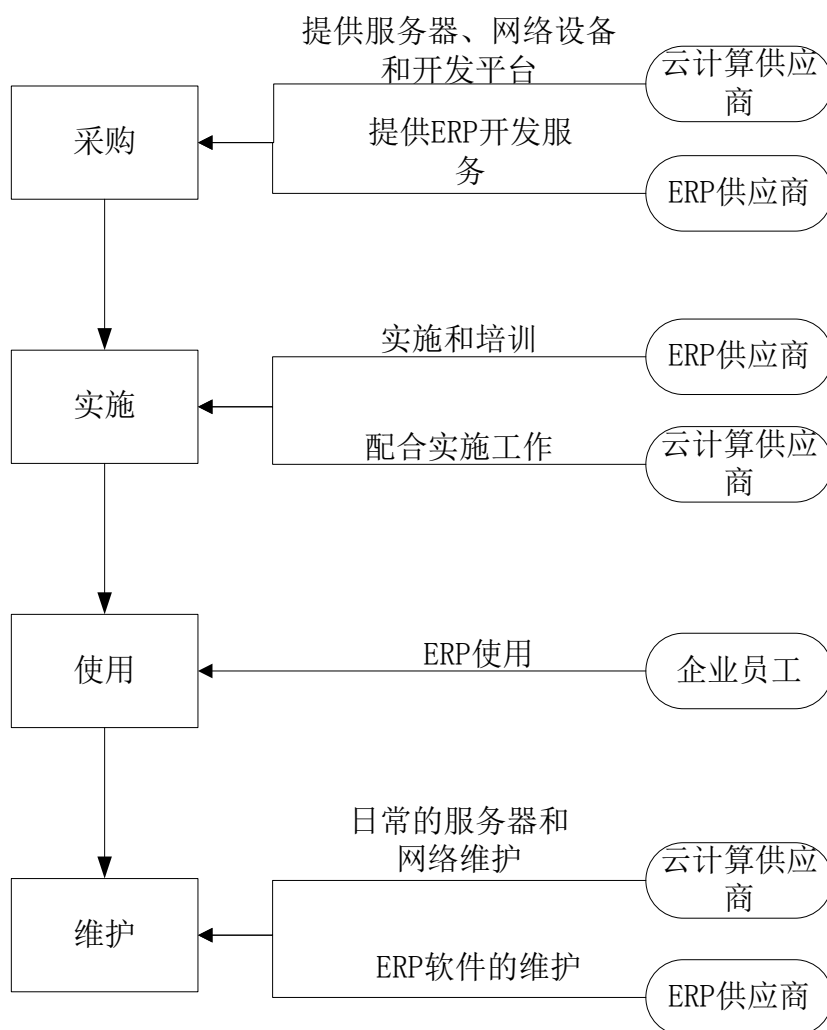 提供服务器、网络设备
和开发平台
云计算供应
商
采购
提供ERP开发服
务
ERP供应商
实施和培训
ERP供应商
实施
配合实施工作
云计算供应
商
使用
ERP使用
企业员工
日常的服务器和
网络维护
云计算供应
商
维护
ERP软件的维护
ERP供应商